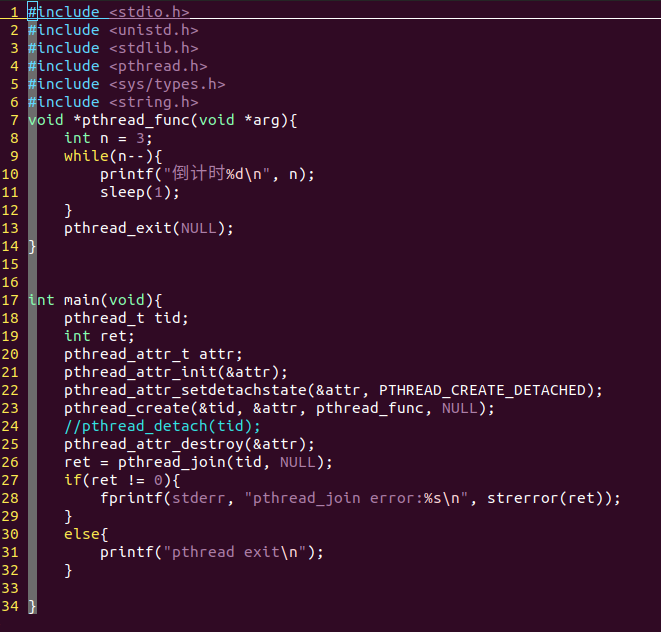 1 #include <stdio.h>
2 #include <unistd.h>
3 #include <stdlib.h>
4 #include <pthread.h>
5 #include <sys/types.h>
6 #include <string.h>
7 void *pthread_func(void *arg){
8     int n = 3;
9     while(n--){
10         printf("倒计时%d\n", n);
11         sleep(1);
12     }
13     pthread_exit(NULL);
14 }
15
16
17 int main(void){
18     pthread_t tid;
19     int ret;
20     pthread_attr_t attr;
21     pthread_attr_init(&attr);
22     pthread_attr_setdetachstate(&attr, PTHREAD_CREATE_DETACHED);
23     pthread_create(&tid, &attr, pthread_func, NULL);
24     //pthread_detach(tid);
25     pthread_attr_destroy(&attr);
26     ret = pthread_join(tid, NULL);
27     if(ret != 0){
28         fprintf(stderr, "pthread_join error:%s\n", strerror(ret));
29     }
30     else{
31         printf("pthread exit\n");
32     }
33
34 }